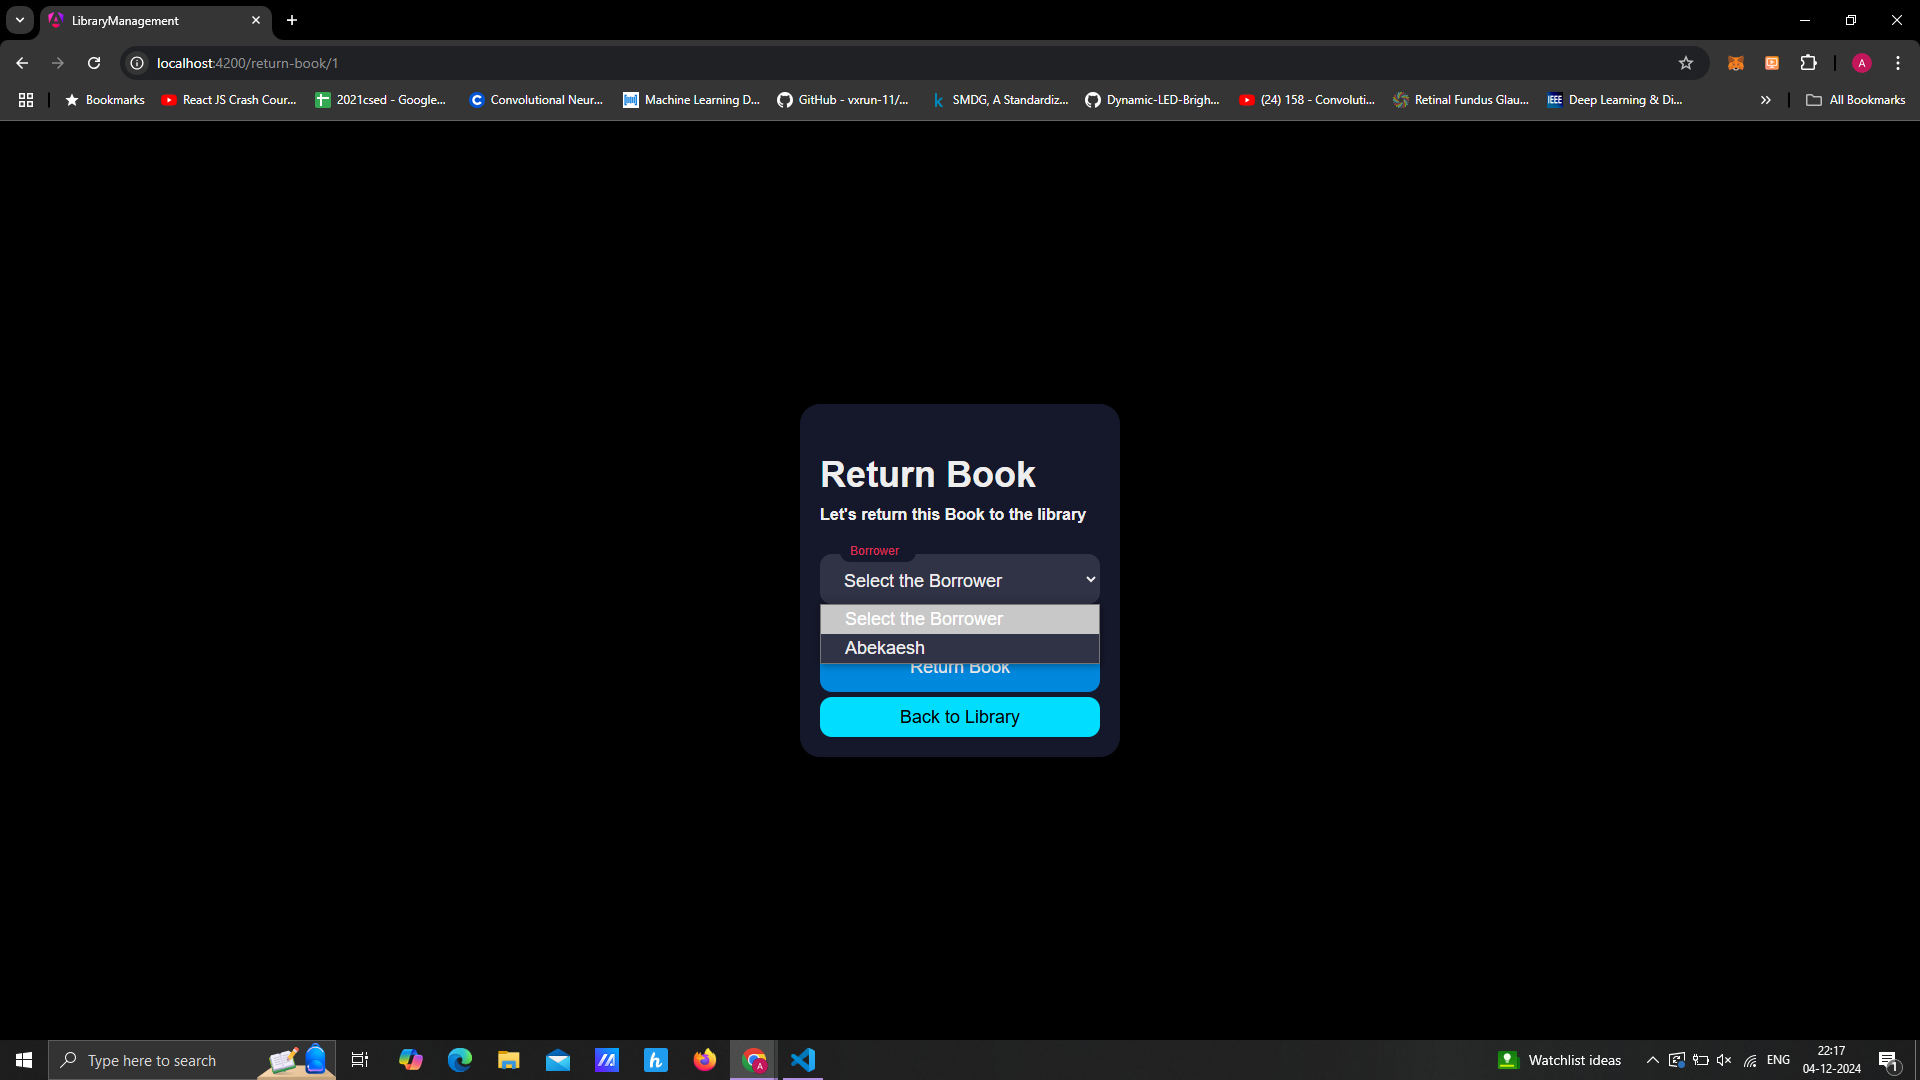 LibraryManagement
localhost:4200/return-book/1
A
Bookmarks
React JS Crash Cour...
2021csed - Google...
Convolutional Neur...
Machine Learning D...
GitHub - vxrun-11/...
SMDG, A Standardiz...
Dynamic-LED-Brigh...
(24) 158 - Convoluti...
Retinal Fundus Glau...
IEEE
Deep Learning & Di...
All Bookmarks
Return Book
Let's return this Book to the library
Borrower
Select the Borrower
Select the Borrower
Abekaesh
Return Book
Back to Library
Type here to search
Watchlist ideas
ENG
22:17
04-12-2024
1